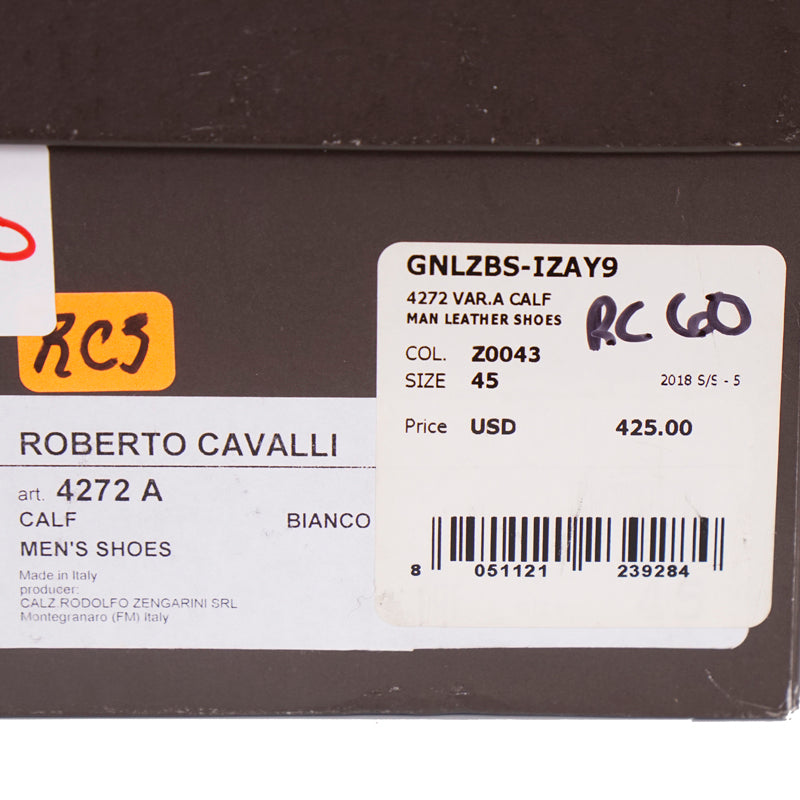 RC3
ROBERTO CAVALLI
art. 4272 A
CALF BIANCO
MEN'S SHOES
Made in Italy
producer:
CALZ.RODOLFO ZENGARINI SRL
Montegranaro (FM) Italy
GNLZBS-IZAY9
4272 VAR.A CALF
MAN LEATHER SHOES
RC 60
COL. Z0043
SIZE 45
2018 S/S - 5
Price USD 425.00
8 051121 239284